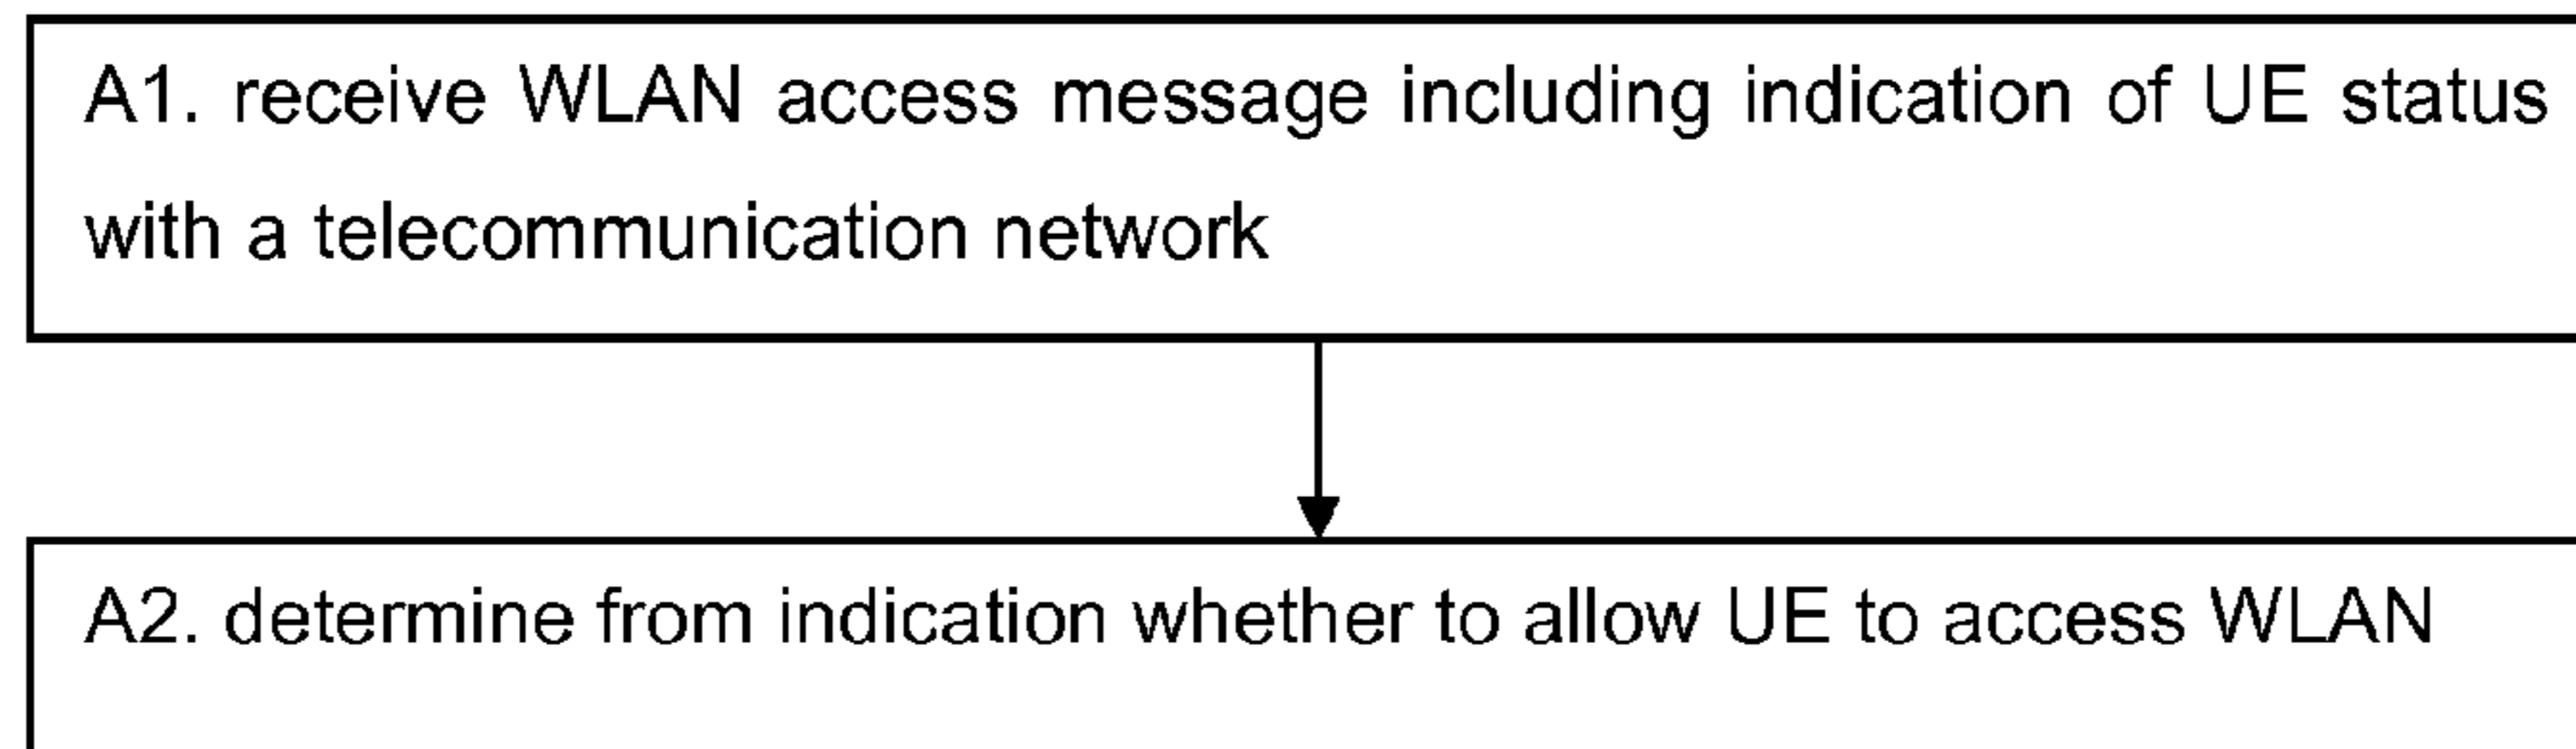 A1. receive WLAN access message including indication of UE status
with a telecommunication network
A2. determine from indication whether to allow UE to access WLAN